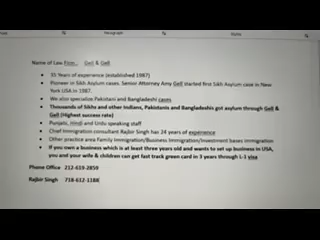 Paragraph
Styles
Name of Law Firm: Gell & Gell
• 35 Years of experience (established 1987)
• Pioneer in Sikh Asylum cases. Senior Attorney Amy Gell started first Sikh Asylum case in New
York USA in 1987.
• We also specialize Pakistani and Bangladeshi cases
• Thousands of Sikhs and other Indians, Pakistanis and Bangladeshis got asylum through Gell &
Gell (Highest success rate)
• Punjabi, Hindi and Urdu speaking staff
• Chief Immigration consultant Rajbir Singh has 24 years of experience
• Other practice area Family Immigration/Business Immigration/Investment bases Immigration
• If you own a business which is at least three years old and wants to set up business in USA,
you and your wife & children can get fast track green card in 3 years through L-1 visa
Phone Office 212-619-2859
Rajbir Singh 718-612-1188